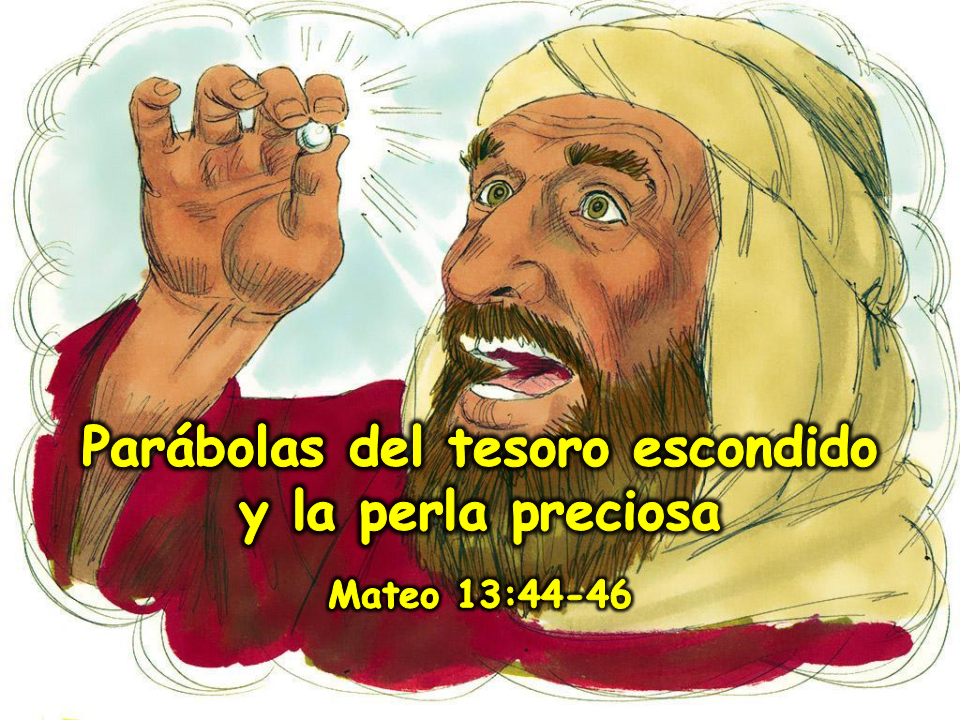 Parábolas del tesoro escondido
y la perla preciosa
Mateo 13:44-46